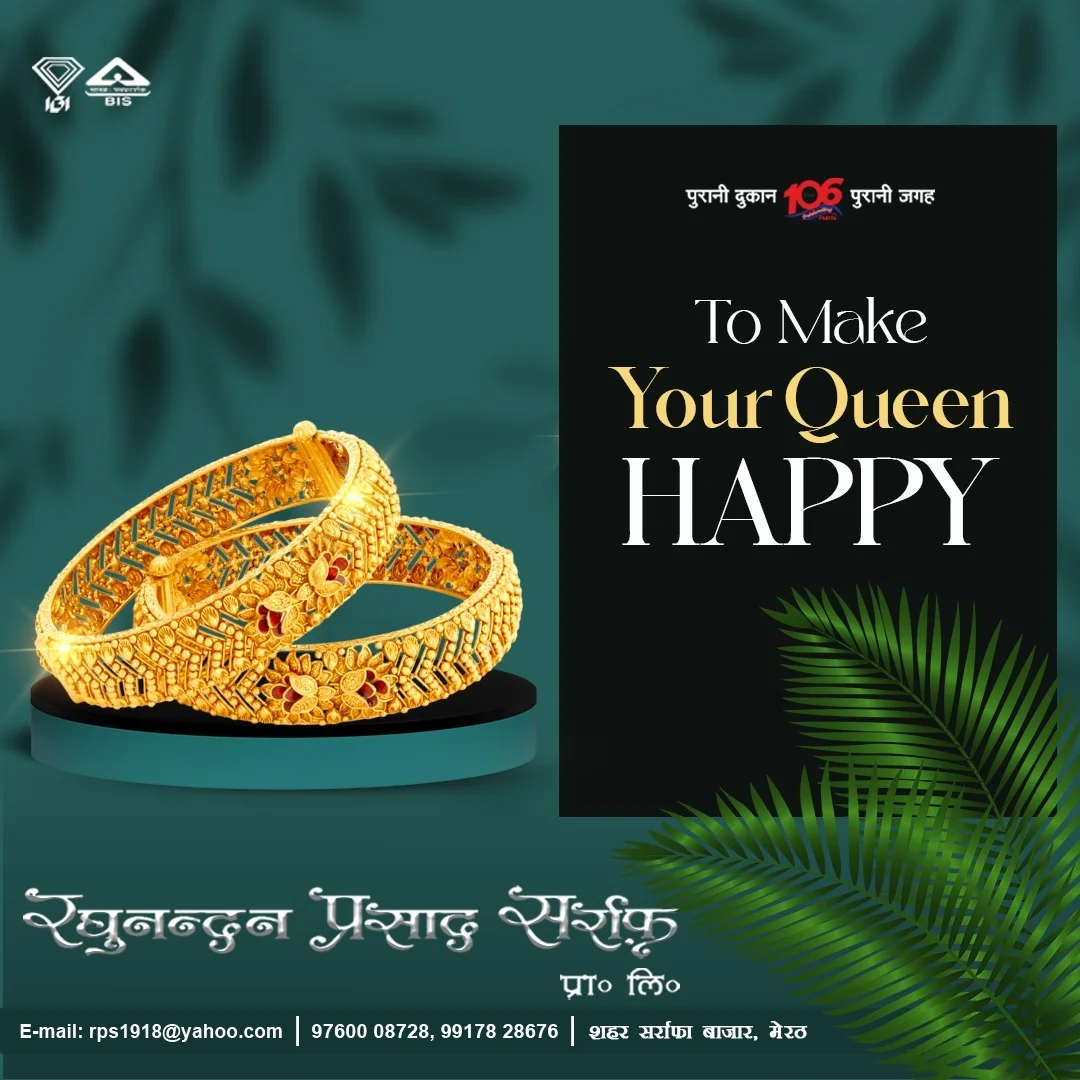 IGI
BIS
पुरानी दुकान 106 पुरानी जगह
To Make
Your Queen
HAPPY
रघुनन्दन प्रसाद सर्राफ़
प्रा० लि०
E-mail: rps1918@yahoo.com | 97600 08728, 99178 28676 | शहर सर्राफा बाजार, मेरठ